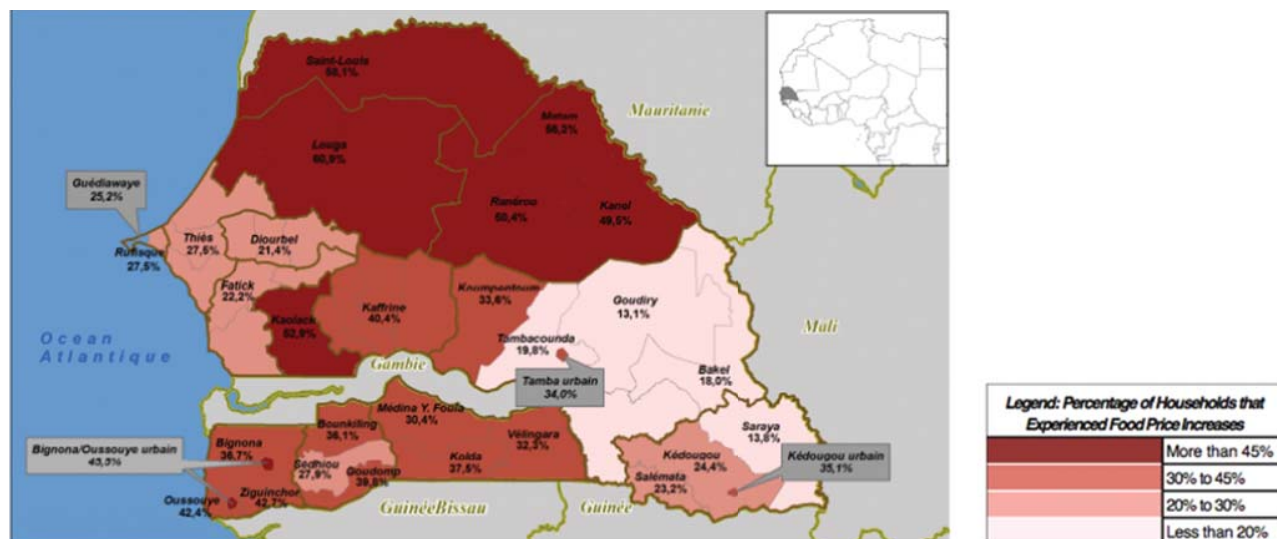 Saint-Louis
Mauritanie
Matam
56,3%
Louga
60,9%
Guédiawaye
25,2%
Ranérou
50,4%
Kanel
49,5%
Thiès
27,5%
Diourbel
21,4%
Rufisque
27,5%
Fatick
22,2%
Koumpentoum
33,6%
Kaffrine
40,4%
Kaolack
52,9%
Goudiry
13,1%
Ocean
Atlantique
Mali
Tambacounda
19,8%
Gambie
Bakel
18,0%
Tamba urbain
34,0%
Médina Y. Foula
30,4%
Bounkiling
36,1%
Saraya
13,8%
Bignona
36,7%
Vélingara
32,3%
Bignona/Oussouye urbain
Kolda
37,5%
Kédougou
24,4%
Kédougou urbain
35,1%
Sédhiou
27,9%
Goudomp
39,8%
Salémata
23,2%
Oussouye
42,4%
Ziguinchor
42,7%
GuinéeBissau
Guinée
Legend: Percentage of Households that
Experienced Food Price Increases
More than 45%
30% to 45%
20% to 30%
Less than 20%